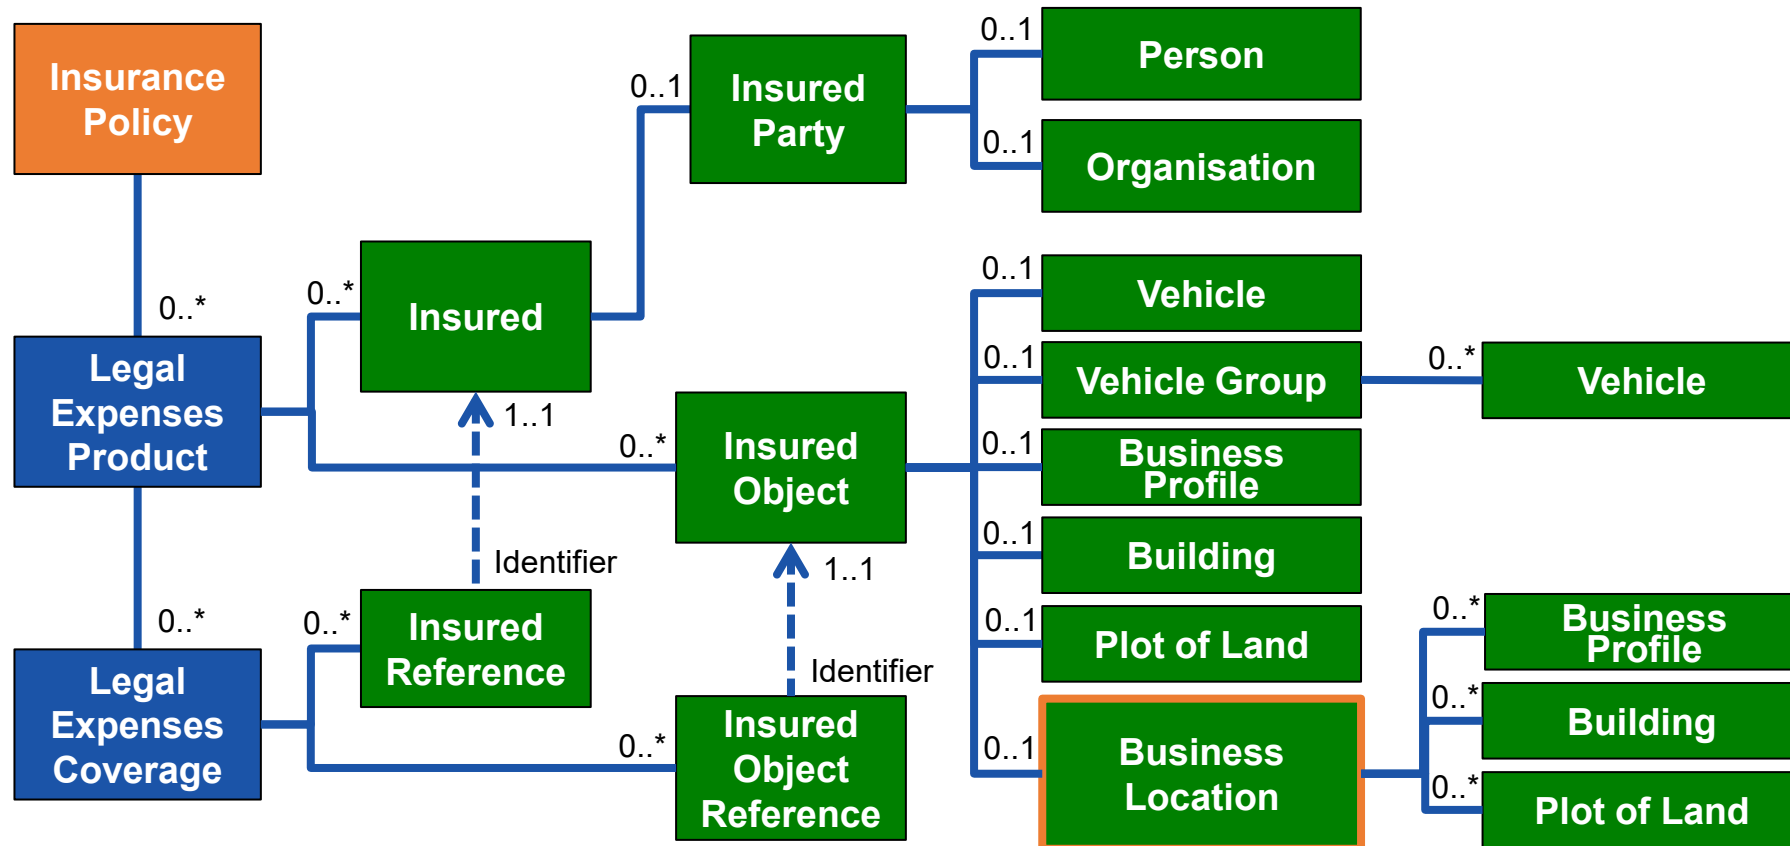 Insurance
Policy
0..*
Legal
Expenses
Product
0..*
Legal
Expenses
Coverage
0..*
Insured
1..1
Identifier
0..*
Insured
Reference
0..1
Insured
Party
0..1
Person
0..1
Organisation
0..*
Insured
Object
1..1
Identifier
0..*
Insured
Object
Reference
0..1
Vehicle
0..1
Vehicle Group
0..*
Vehicle
0..1
Business
Profile
0..1
Building
0..1
Plot of Land
0..1
Business
Location
0..*
Business
Profile
0..*
Building
0..*
Plot of Land